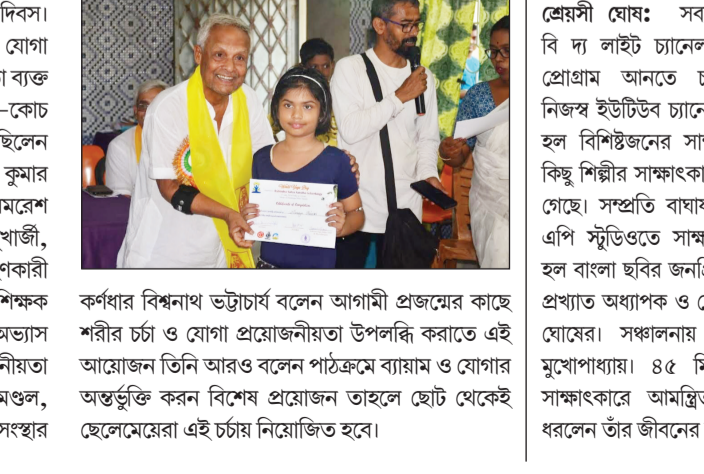 দিবস।
যোগা
ব্যক্ত
-কোচ
ছিলেন
কুমার
মরেশ
খার্জী,
ণকারী
শিক্ষক
অভ্যাস
নীয়তা
মণ্ডল,
সংস্থার
কর্ণধার বিশ্বনাথ ভট্টাচার্য বলেন আগামী প্রজন্মের কাছে
শরীর চর্চা ও যোগা প্রয়োজনীয়তা উপলব্ধি করাতে এই
আয়োজন তিনি আরও বলেন পাঠক্রমে ব্যায়াম ও যোগার
অন্তর্ভুক্তি করন বিশেষ প্রয়োজন তাহলে ছোট থেকেই
ছেলেমেয়েরা এই চর্চায় নিয়োজিত হবে।
শ্রেয়সী ঘোষ: সব
বি দ্য লাইট চ্যানেল
প্রোগ্রাম আনতে চ
নিজস্ব ইউটিউব চ্যানে
হল বিশিষ্টজনের সা
কিছু শিল্পীর সাক্ষাৎকা
গেছে। সম্প্রতি বাঘায
এপি স্টুডিওতে সাক্ষ
হল বাংলা ছবির জনপ্রি
প্রখ্যাত অধ্যাপক ও
ঘোষের। সঞ্চালনায়
মুখোপাধ্যায়। ৪৫ মি
সাক্ষাৎকারে আমন্ত্রিত
ধরলেন তাঁর জীবনের